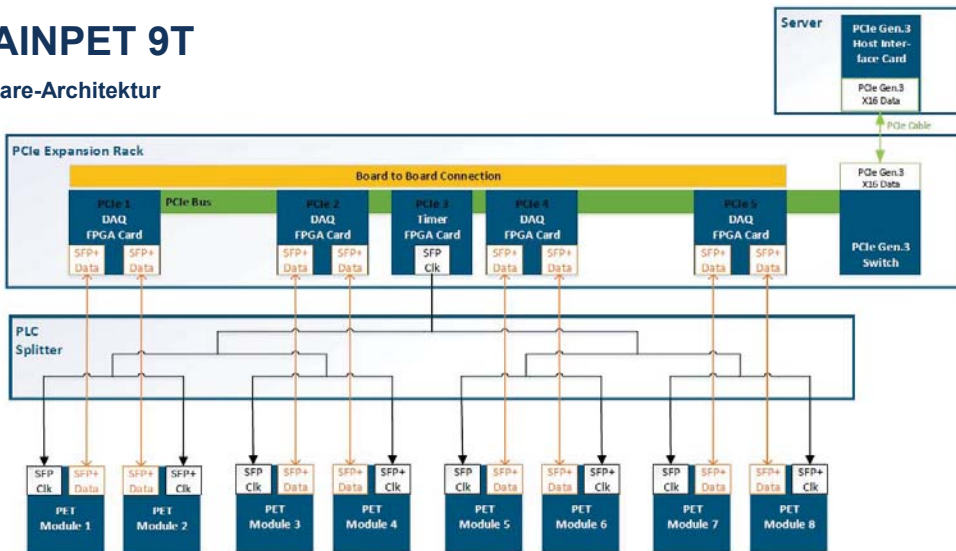 AINPET 9T
are-Architektur
Server
PCIe Gen.3
Host Inter-
face Card
PCIe Gen.3
X16 Data
PCIe Cable
PCIe Expansion Rack
Board to Board Connection
PCIe Gen.3
X16 Data
PCIe Bus
PCIe 1
DAQ
FPGA Card
SFP+
Data
SFP+
Data
PCIe 2
DAQ
FPGA Card
SFP+
Data
SFP+
Data
PCIe 3
Timer
FPGA Card
SFP
Clk
PCIe 4
DAQ
FPGA Card
SFP+
Data
SFP+
Data
PCIe 5
DAQ
FPGA Card
SFP+
Data
SFP+
Data
PCIe Gen.3
Switch
PLC
Splitter
SFP
Clk
SFP+
Data
PET
Module 1
SFP+
Data
SFP+
Clk
PET
Module 2
SFP
Clk
SFP+
Data
PET
Module 3
SFP+
Data
SFP+
Clk
PET
Module 4
SFP
Clk
SFP+
Data
PET
Module 5
SFP+
Data
SFP+
Clk
PET
Module 6
SFP
Clk
SFP+
Data
PET
Module 7
SFP+
Data
SFP+
Clk
PET
Module 8